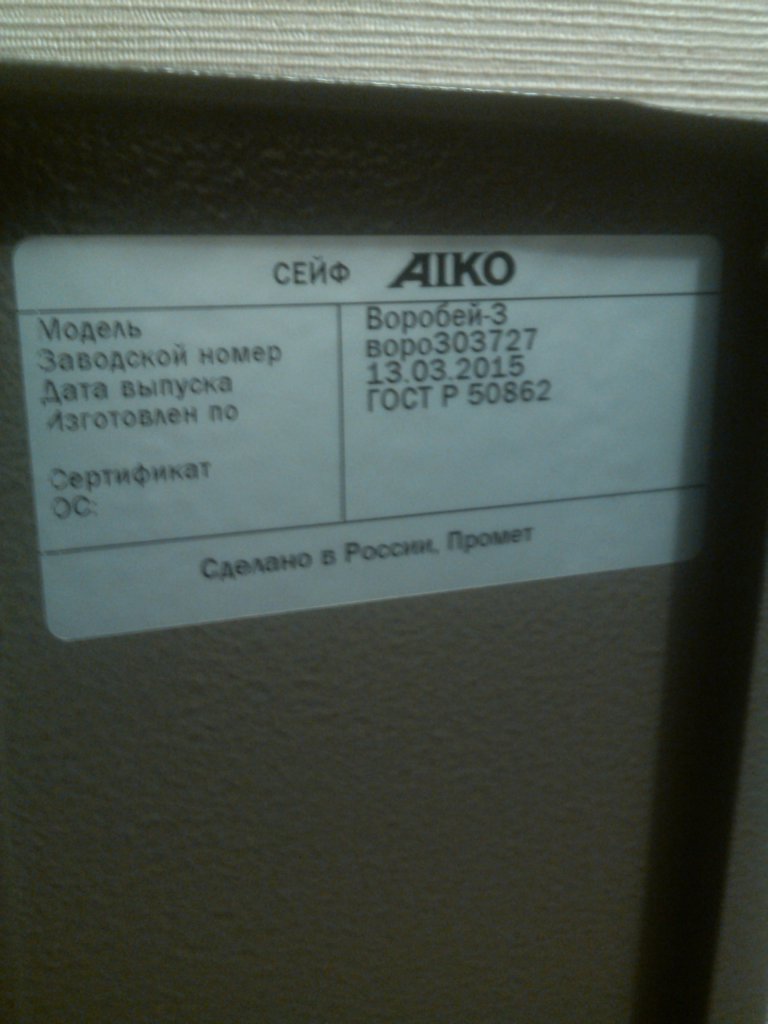 СЕЙФ AIKO
Модель Воробей-3
Заводской номер воро303727
Дата выпуска 13.03.2015
Изготовлен по ГОСТ Р 50862
Сертификат
ОС:
Сделано в России, Промет